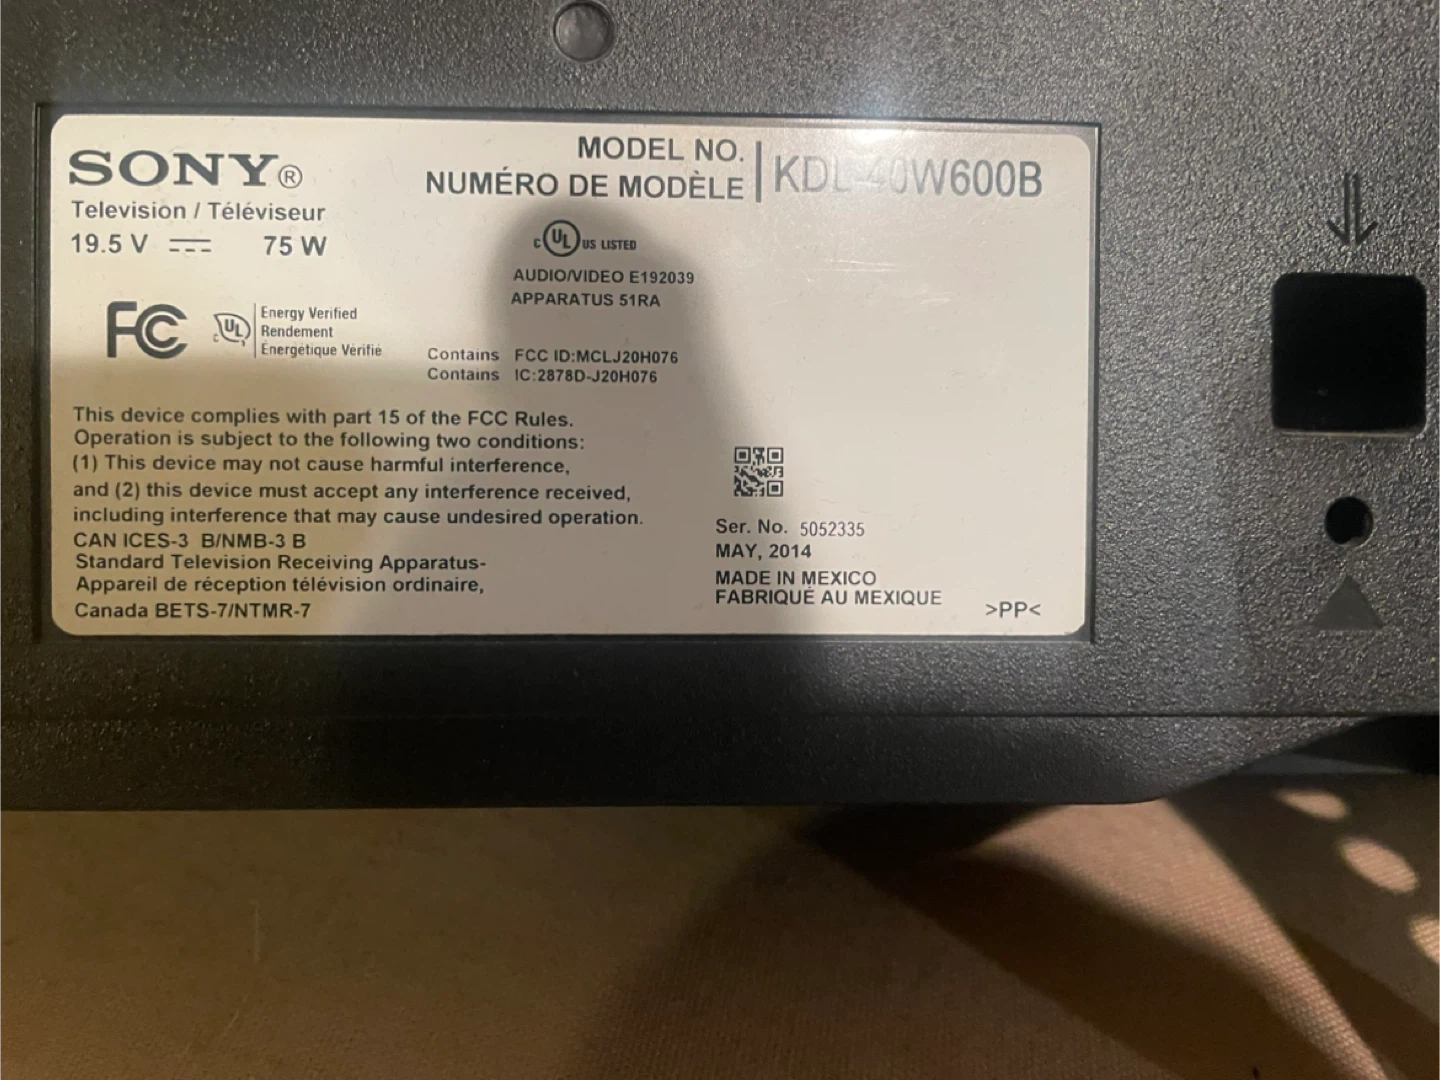 SONY®
Television / Téléviseur
19.5 V 75 W
MODEL NO.
NUMÉRO DE MODÈLE
KDL-40W600B
C UL US LISTED
AUDIO/VIDEO E192039
APPARATUS 51RA
FC
C UL
Energy Verified
Rendement
Énergétique Vérifié
Contains FCC ID:MCLJ20H076
Contains IC:2878D-J20H076
This device complies with part 15 of the FCC Rules.
Operation is subject to the following two conditions:
(1) This device may not cause harmful interference,
and (2) this device must accept any interference received,
including interference that may cause undesired operation.
CAN ICES-3 B/NMB-3 B
Standard Television Receiving Apparatus-
Appareil de réception télévision ordinaire,
Canada BETS-7/NTMR-7
Ser. No. 5052335
MAY, 2014
MADE IN MEXICO
FABRIQUÉ AU MEXIQUE
>PP<